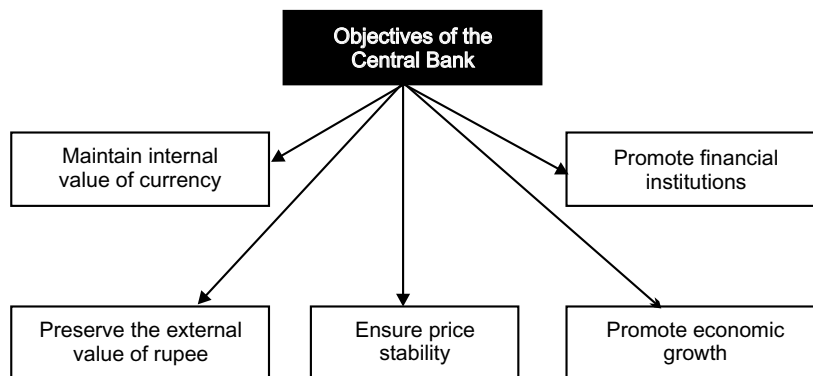 Objectives of the
Central Bank
Maintain internal
value of currency
Promote financial
institutions
Preserve the external
value of rupee
Ensure price
stability
Promote economic
growth